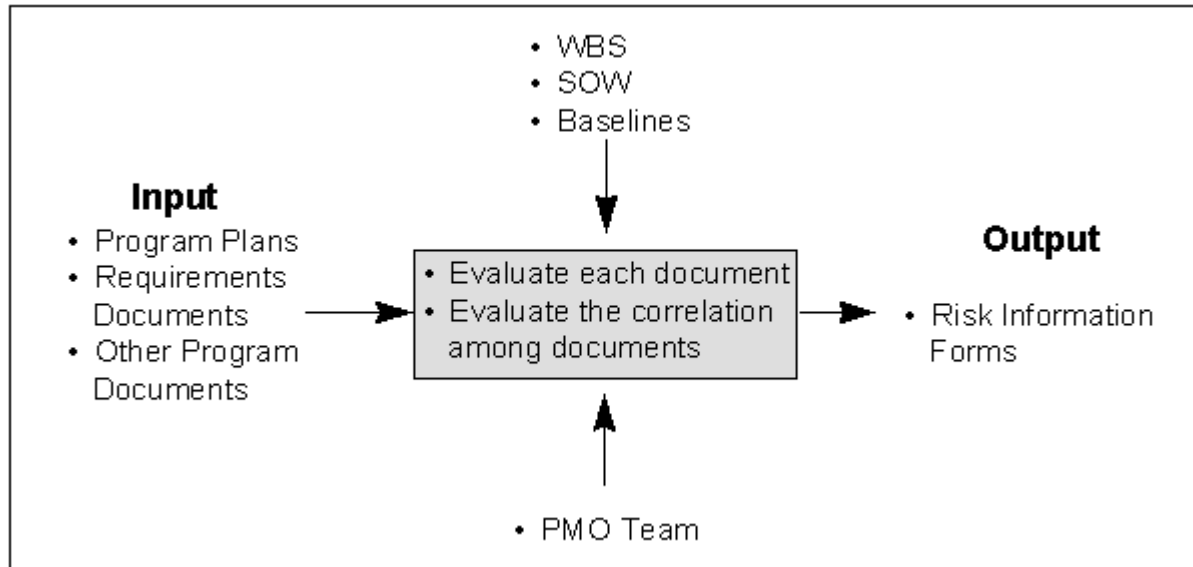 • WBS
• SOW
• Baselines
Input
• Program Plans
• Requirements
Documents
• Other Program
Documents
• Evaluate each document
• Evaluate the correlation
among documents
Output
• Risk Information
Forms
• PMO Team